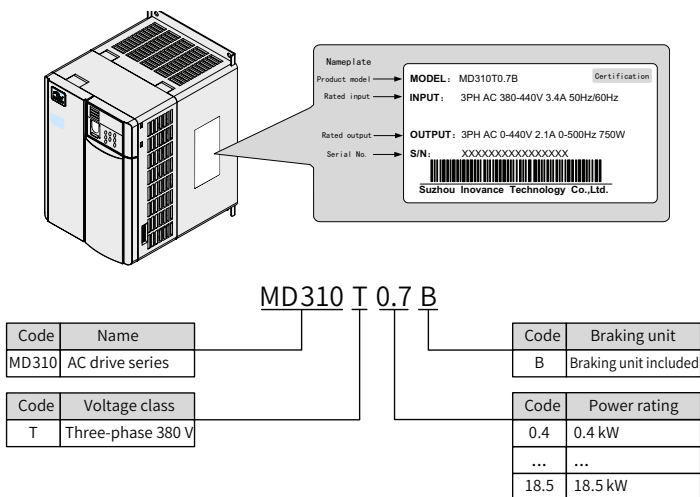 Nameplate
Product model
MODEL： MD310T0.7B
Certification
Rated input
INPUT： 3PH AC 380-440V 3.4A 50Hz/60Hz
Rated output
OUTPUT：3PH AC 0-440V 2.1A 0-500Hz 750W
Serial No.
S/N： XXXXXXXXXXXXXXXX
Suzhou Inovance Technology Co.,Ltd.
MD310 T 0.7 B
Code Name
MD310 AC drive series
Code Braking unit
B Braking unit included
Code Voltage class
T Three-phase 380 V
Code Power rating
0.4 0.4 kW
... ...
18.5 18.5 kW